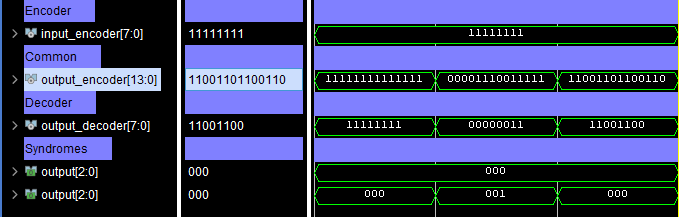 Encoder
input_encoder[7:0] 11111111 11111111
Common
output_encoder[13:0] 11001101100110 11111111111111 00001110011111 11001101100110
Decoder
output_decoder[7:0] 11001100 11111111 00000011 11001100
Syndromes
output[2:0] 000 000
output[2:0] 000 000 001 000